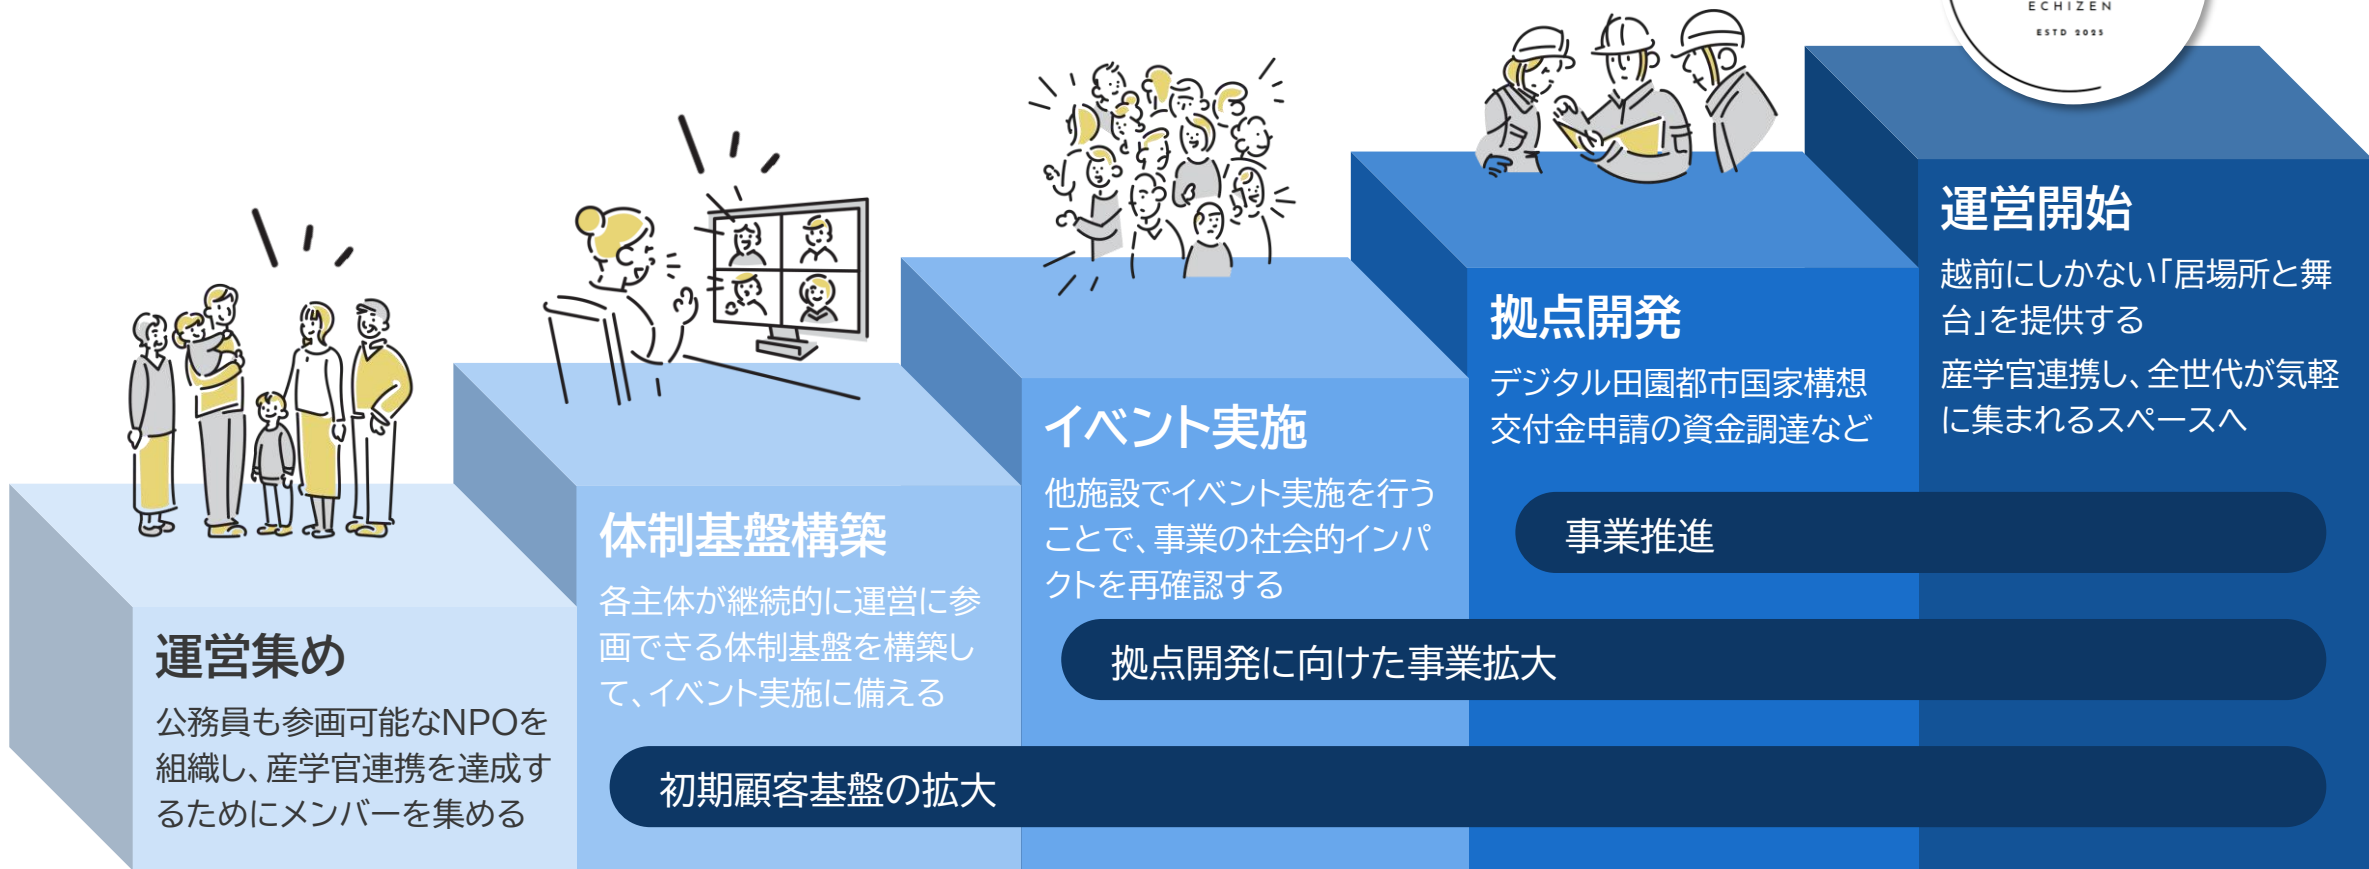 ECHIZEN
ESTD 2025
運営集め
公務員も参画可能なNPOを
組織し、産学官連携を達成す
るためにメンバーを集める
体制基盤構築
各主体が継続的に運営に参
画できる体制基盤を構築し
て、イベント実施に備える
イベント実施
他施設でイベント実施を行う
ことで、事業の社会的インパ
クトを再確認する
拠点開発
デジタル田園都市国家構想
交付金申請の資金調達など
運営開始
越前にしかない「居場所と舞
台」を提供する
産学官連携し、全世代が気軽
に集まれるスペースへ
事業推進
拠点開発に向けた事業拡大
初期顧客基盤の拡大